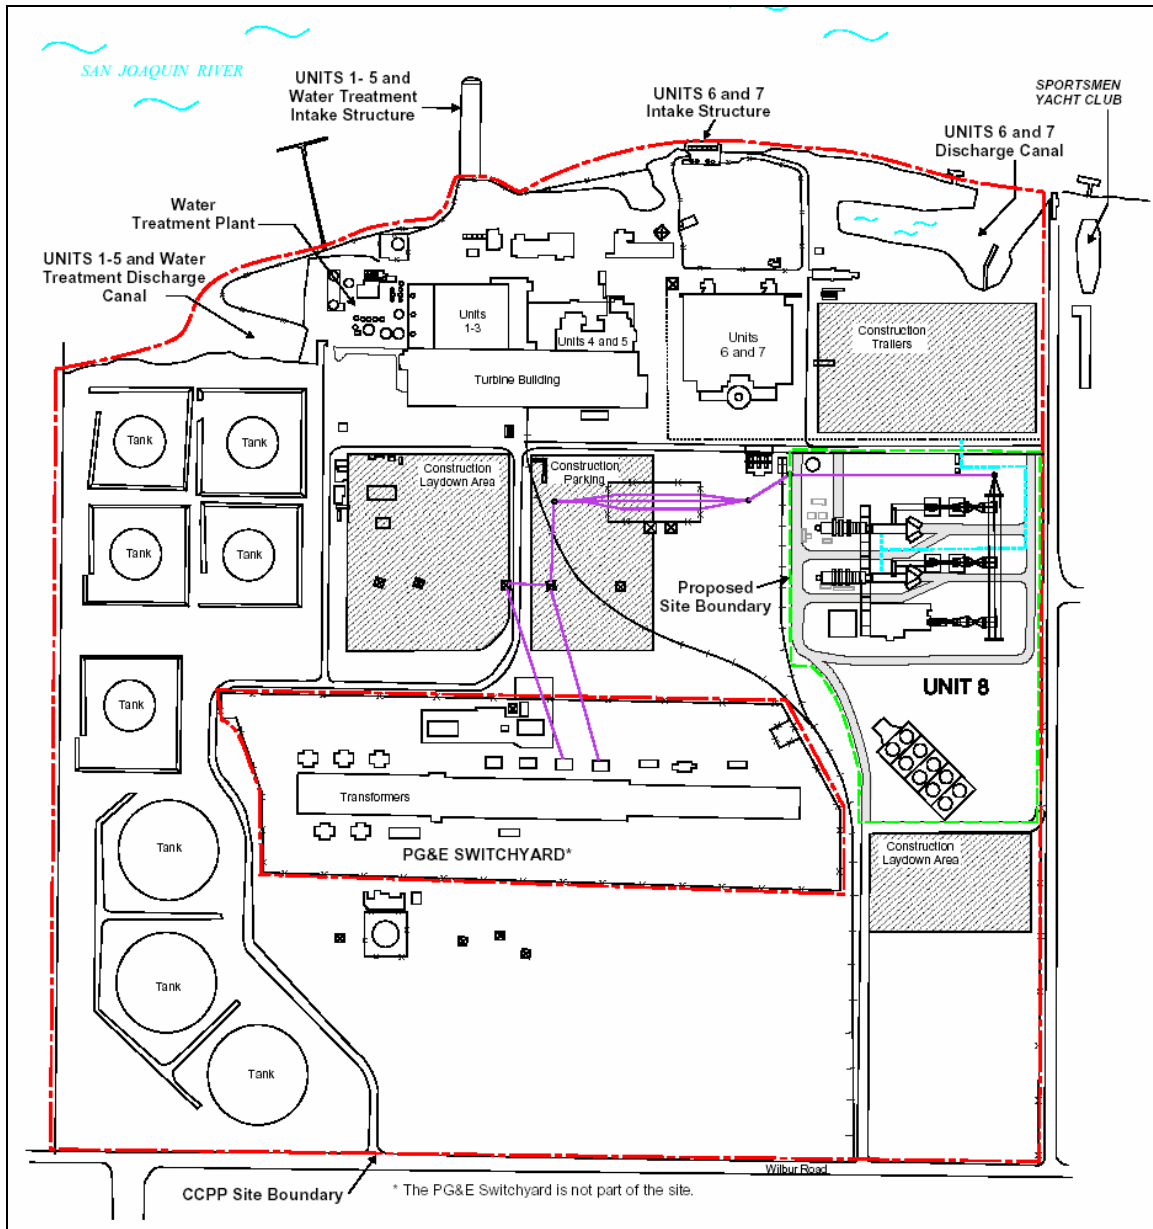 SAN JOAQUIN RIVER
UNITS 1- 5 and
Water Treatment
Intake Structure
UNITS 6 and 7
Intake Structure
SPORTSMEN
YACHT CLUB
UNITS 6 and 7
Discharge Canal
Water
Treatment Plant
UNITS 1-5 and Water
Treatment Discharge
Canal
Units
1-3
Units 4 and 5
Units
6 and 7
Construction
Trailers
Turbine Building
Tank
Tank
Construction
Laydown Area
Construction
Parking
Tank
Tank
Proposed
Site Boundary
UNIT 8
Tank
Transformers
PG&E SWITCHYARD*
Construction
Laydown Area
Tank
Tank
Tank
Wilbur Road
CCPP Site Boundary
* The PG&E Switchyard is not part of the site.